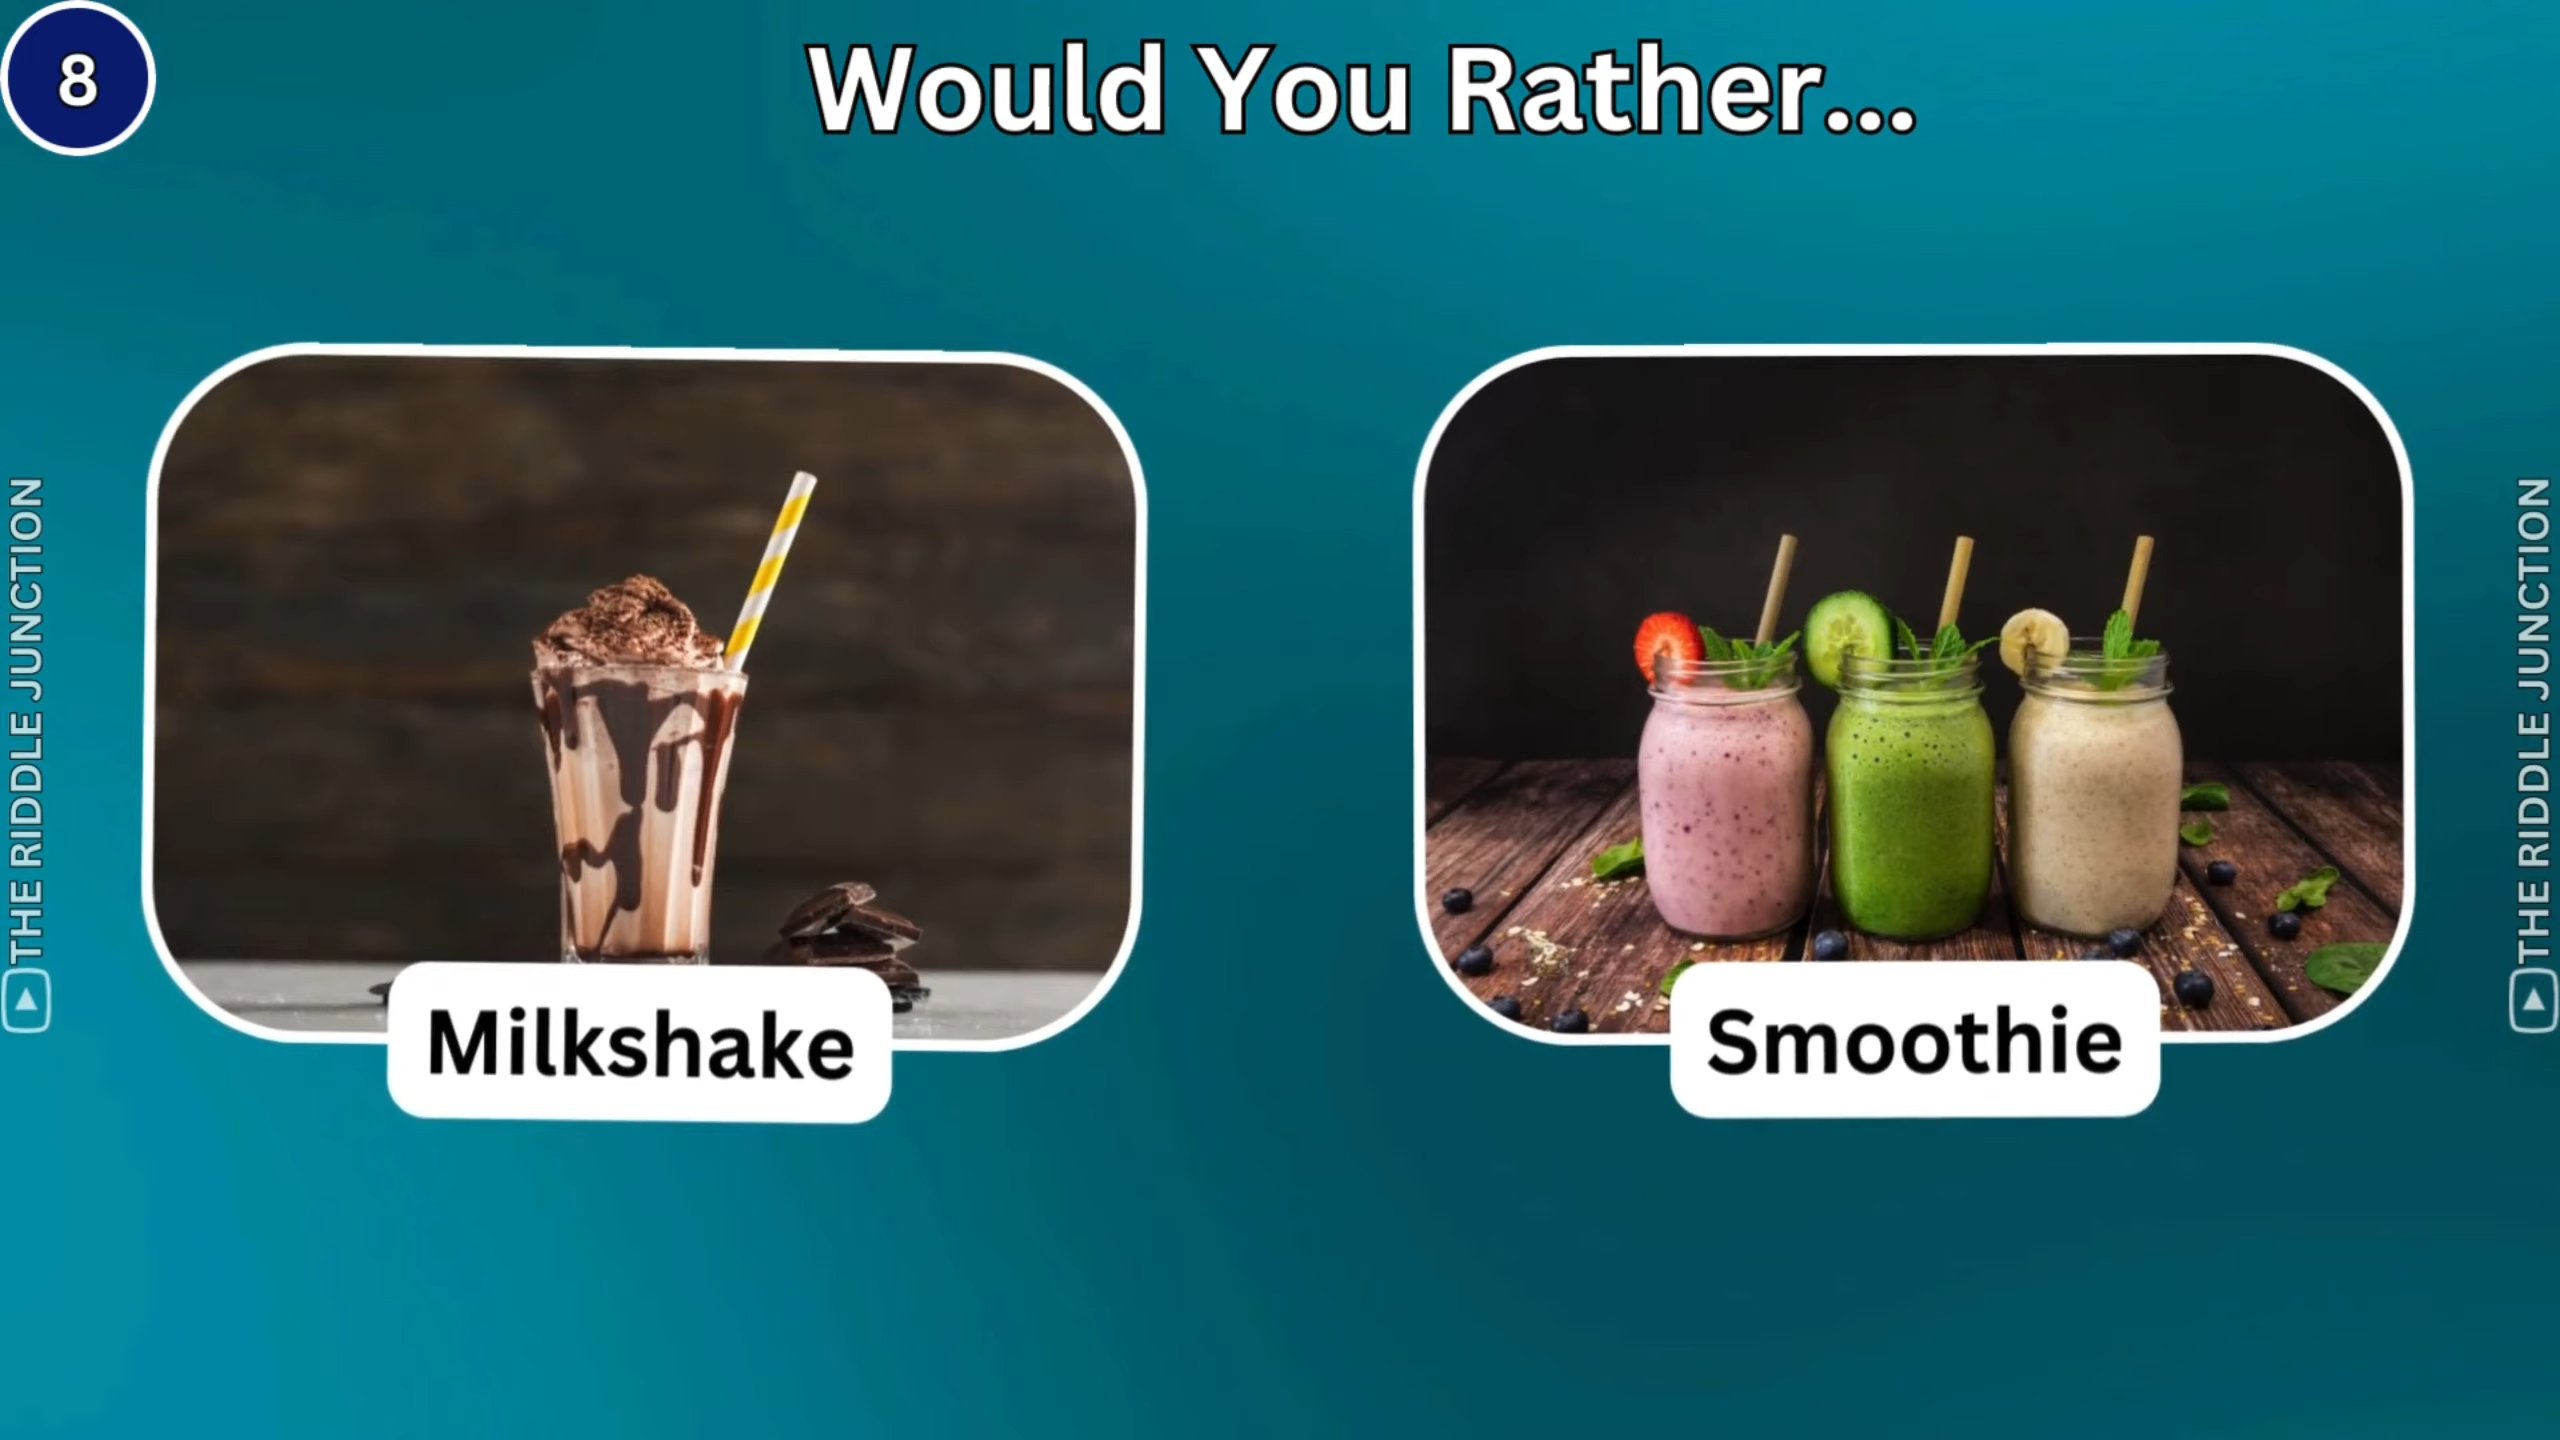 8
Would You Rather...
THE RIDDLE JUNCTION
Milkshake
Smoothie
THE RIDDLE JUNCTION